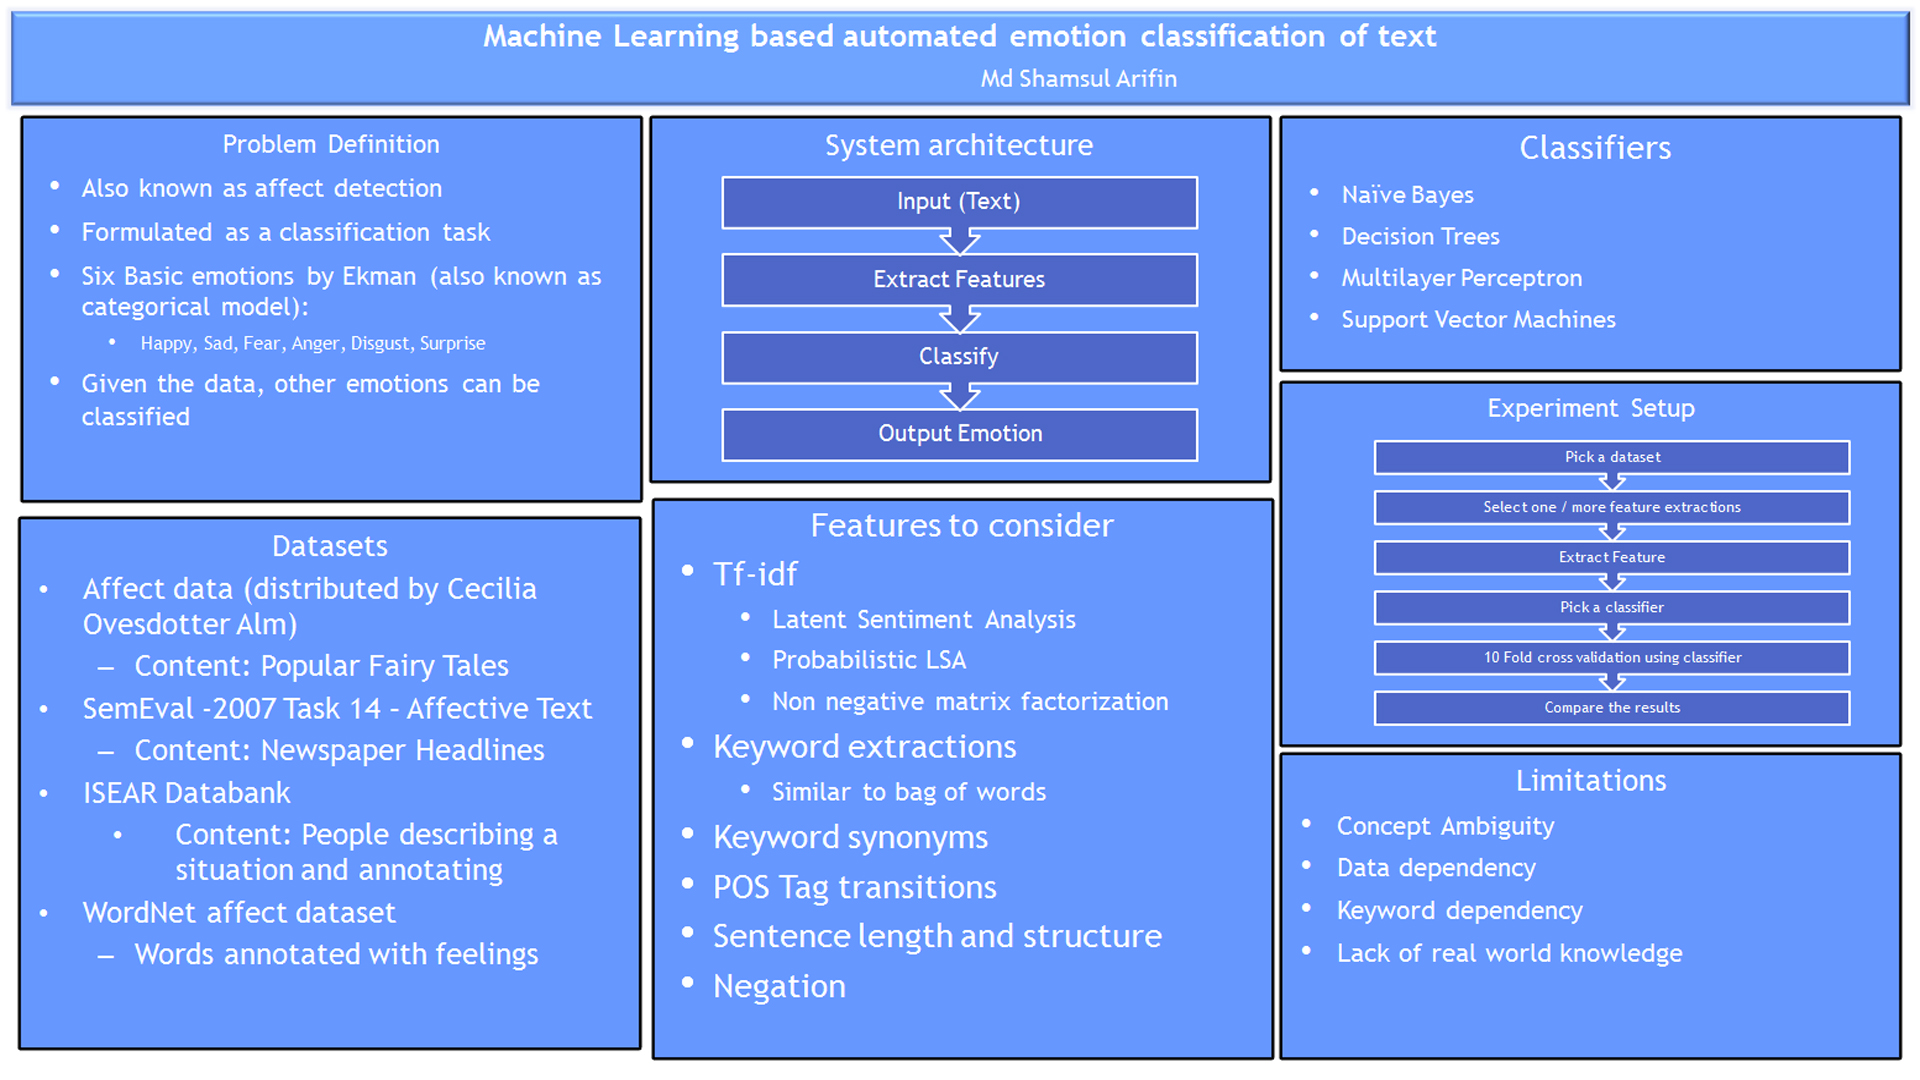 Machine Learning based automated emotion classification of text
Md Shamsul Arifin
Problem Definition
• Also known as affect detection
• Formulated as a classification task
• Six Basic emotions by Ekman (also known as
categorical model):
• Happy, Sad, Fear, Anger, Disgust, Surprise
• Given the data, other emotions can be
classified
Datasets
• Affect data (distributed by Cecilia
Ovesdotter Alm)
– Content: Popular Fairy Tales
• SemEval -2007 Task 14 – Affective Text
– Content: Newspaper Headlines
• ISEAR Databank
• Content: People describing a
situation and annotating
• WordNet affect dataset
– Words annotated with feelings
System architecture
Input (Text)
Extract Features
Classify
Output Emotion
Features to consider
• Tf-idf
• Latent Sentiment Analysis
• Probabilistic LSA
• Non negative matrix factorization
• Keyword extractions
• Similar to bag of words
• Keyword synonyms
• POS Tag transitions
• Sentence length and structure
• Negation
Classifiers
• Naïve Bayes
• Decision Trees
• Multilayer Perceptron
• Support Vector Machines
Experiment Setup
Pick a dataset
Select one / more feature extractions
Extract Feature
Pick a classifier
10 Fold cross validation using classifier
Compare the results
Limitations
• Concept Ambiguity
• Data dependency
• Keyword dependency
• Lack of real world knowledge